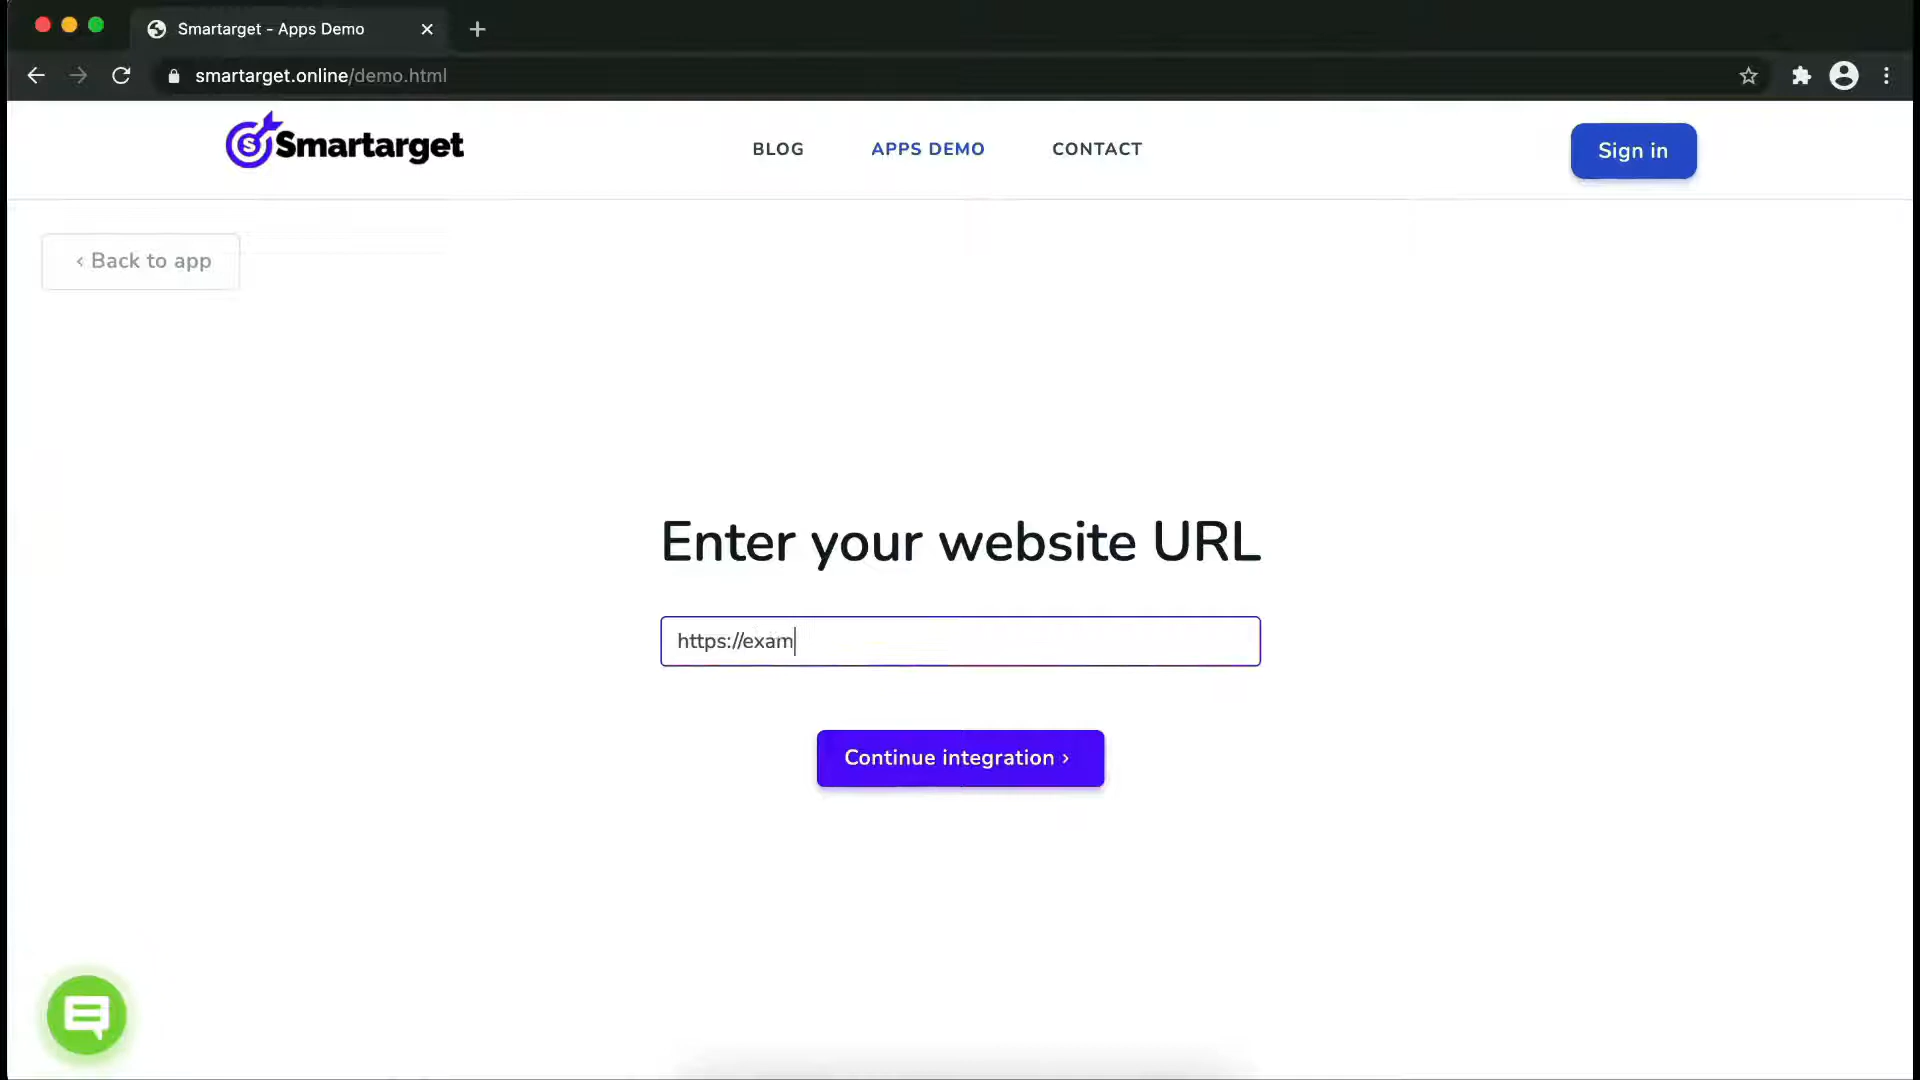 Smartarget - Apps Demo
smartarget.online/demo.html
Smartarget
BLOG
APPS DEMO
CONTACT
Sign in
‹ Back to app
Enter your website URL
https://exam
Continue integration ›